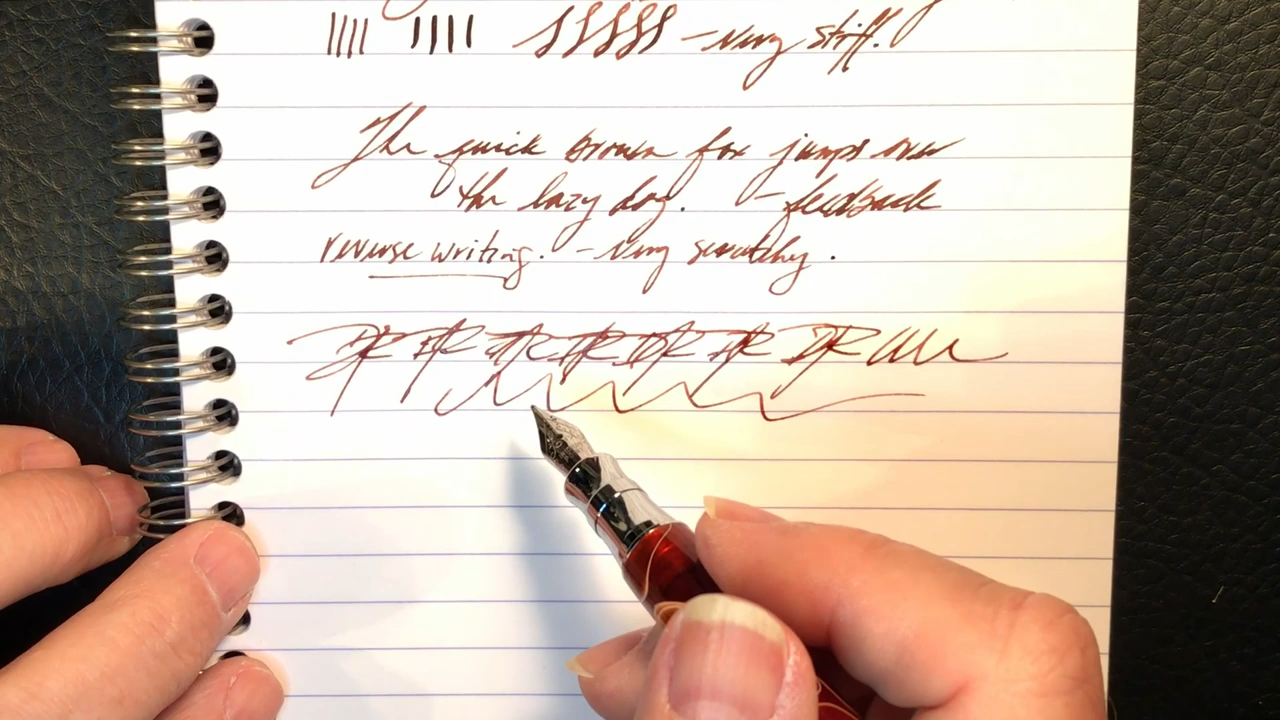 - very stiff.
The quick brown fox jumps over
the lazy dog. - feedback
reverse writing. - very scratchy.